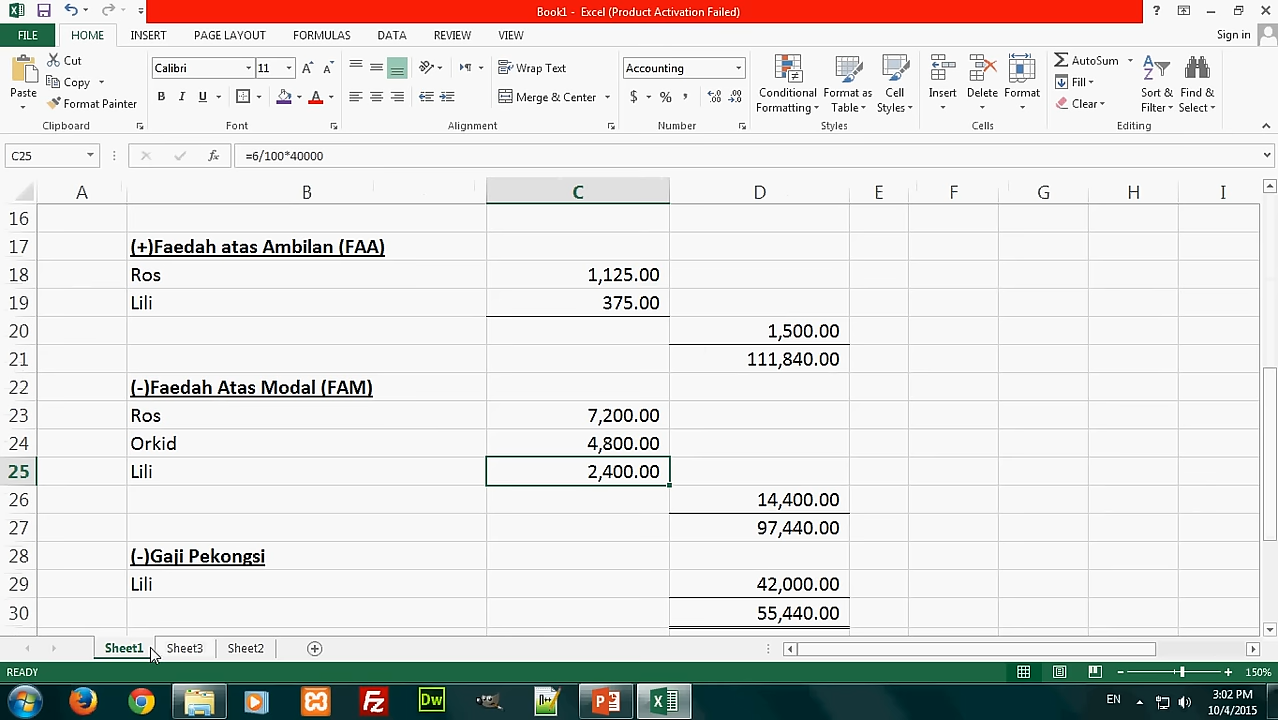 Book1 - Excel (Product Activation Failed)
FILE HOME INSERT PAGE LAYOUT FORMULAS DATA REVIEW VIEW Sign in
Paste Cut Copy Format Painter Clipboard
Calibri 11 B I U A Font
Wrap Text Merge & Center Alignment
Accounting $ % , Number
Conditional Formatting Format as Table Cell Styles Styles
Insert Delete Format Cells
AutoSum Fill Clear Sort & Filter Find & Select Editing
C25 fx =6/100*40000
A B C D E F G H I
16
17 (+)Faedah atas Ambilan (FAA)
18 Ros 1,125.00
19 Lili 375.00
20 1,500.00
21 111,840.00
22 (-)Faedah Atas Modal (FAM)
23 Ros 7,200.00
24 Orkid 4,800.00
25 Lili 2,400.00
26 14,400.00
27 97,440.00
28 (-)Gaji Pekongsi
29 Lili 42,000.00
30 55,440.00
Sheet1 Sheet3 Sheet2
READY 150%
Dw EN 3:02 PM
10/4/2015